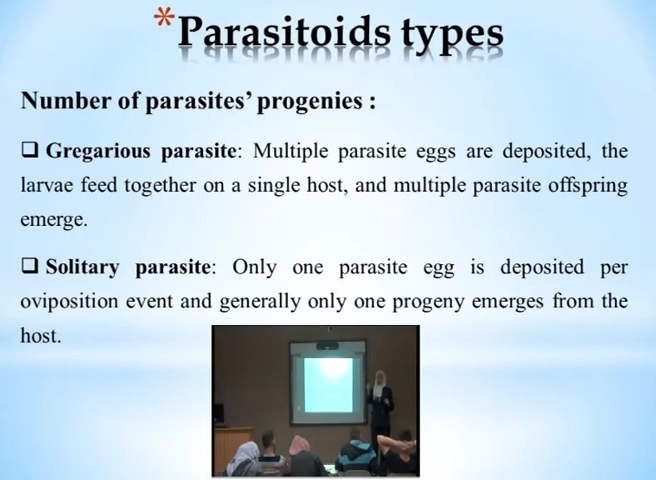 *Parasitoids types
Number of parasites' progenies :
❑ Gregarious parasite: Multiple parasite eggs are deposited, the
larvae feed together on a single host, and multiple parasite offspring
emerge.
❑ Solitary parasite: Only one parasite egg is deposited per
oviposition event and generally only one progeny emerges from the
host.